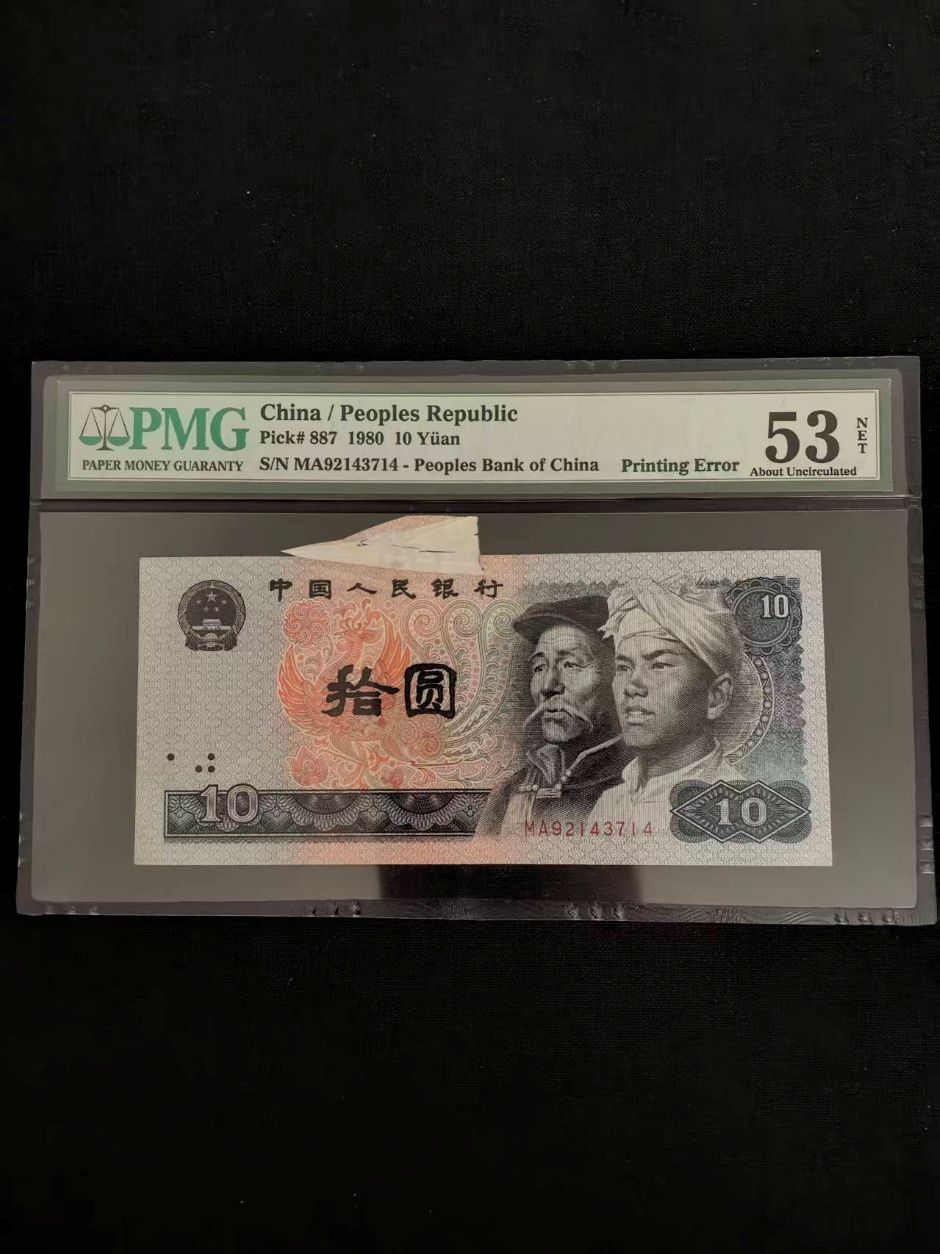 PMG
PAPER MONEY GUARANTY
China / Peoples Republic
Pick# 887 1980 10 Yüan
S/N MA92143714 - Peoples Bank of China Printing Error
53
NET
About Uncirculated
中国人民银行
10
拾圆
10
MA92143714
10